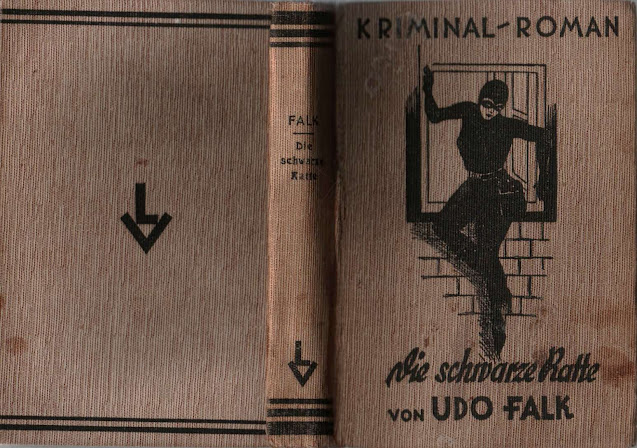 KRIMINAL-ROMAN
Die schwarze Ratte
VON UDO FALK
FALK
Die
schwarze
Ratte